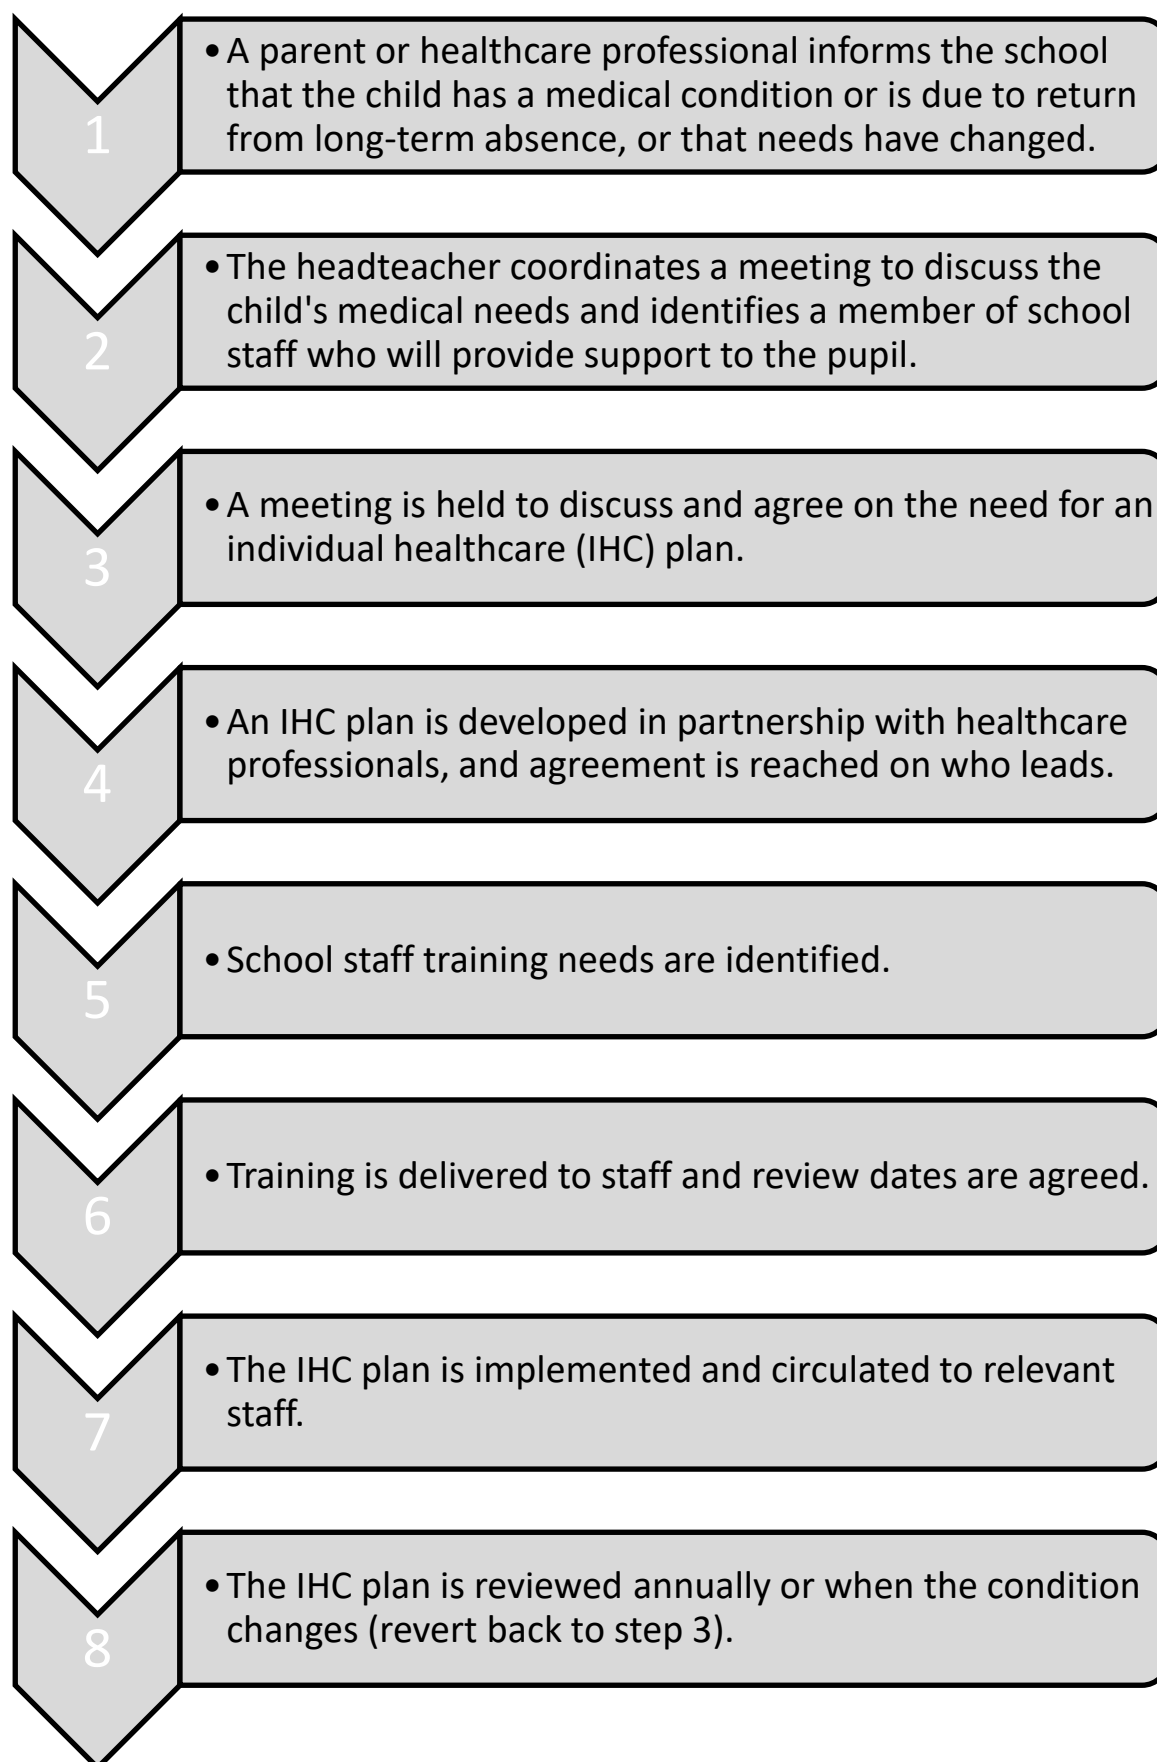 1
• A parent or healthcare professional informs the school
that the child has a medical condition or is due to return
from long-term absence, or that needs have changed.
2
• The headteacher coordinates a meeting to discuss the
child's medical needs and identifies a member of school
staff who will provide support to the pupil.
3
• A meeting is held to discuss and agree on the need for an
individual healthcare (IHC) plan.
4
• An IHC plan is developed in partnership with healthcare
professionals, and agreement is reached on who leads.
5
• School staff training needs are identified.
6
• Training is delivered to staff and review dates are agreed.
7
• The IHC plan is implemented and circulated to relevant
staff.
8
• The IHC plan is reviewed annually or when the condition
changes (revert back to step 3).